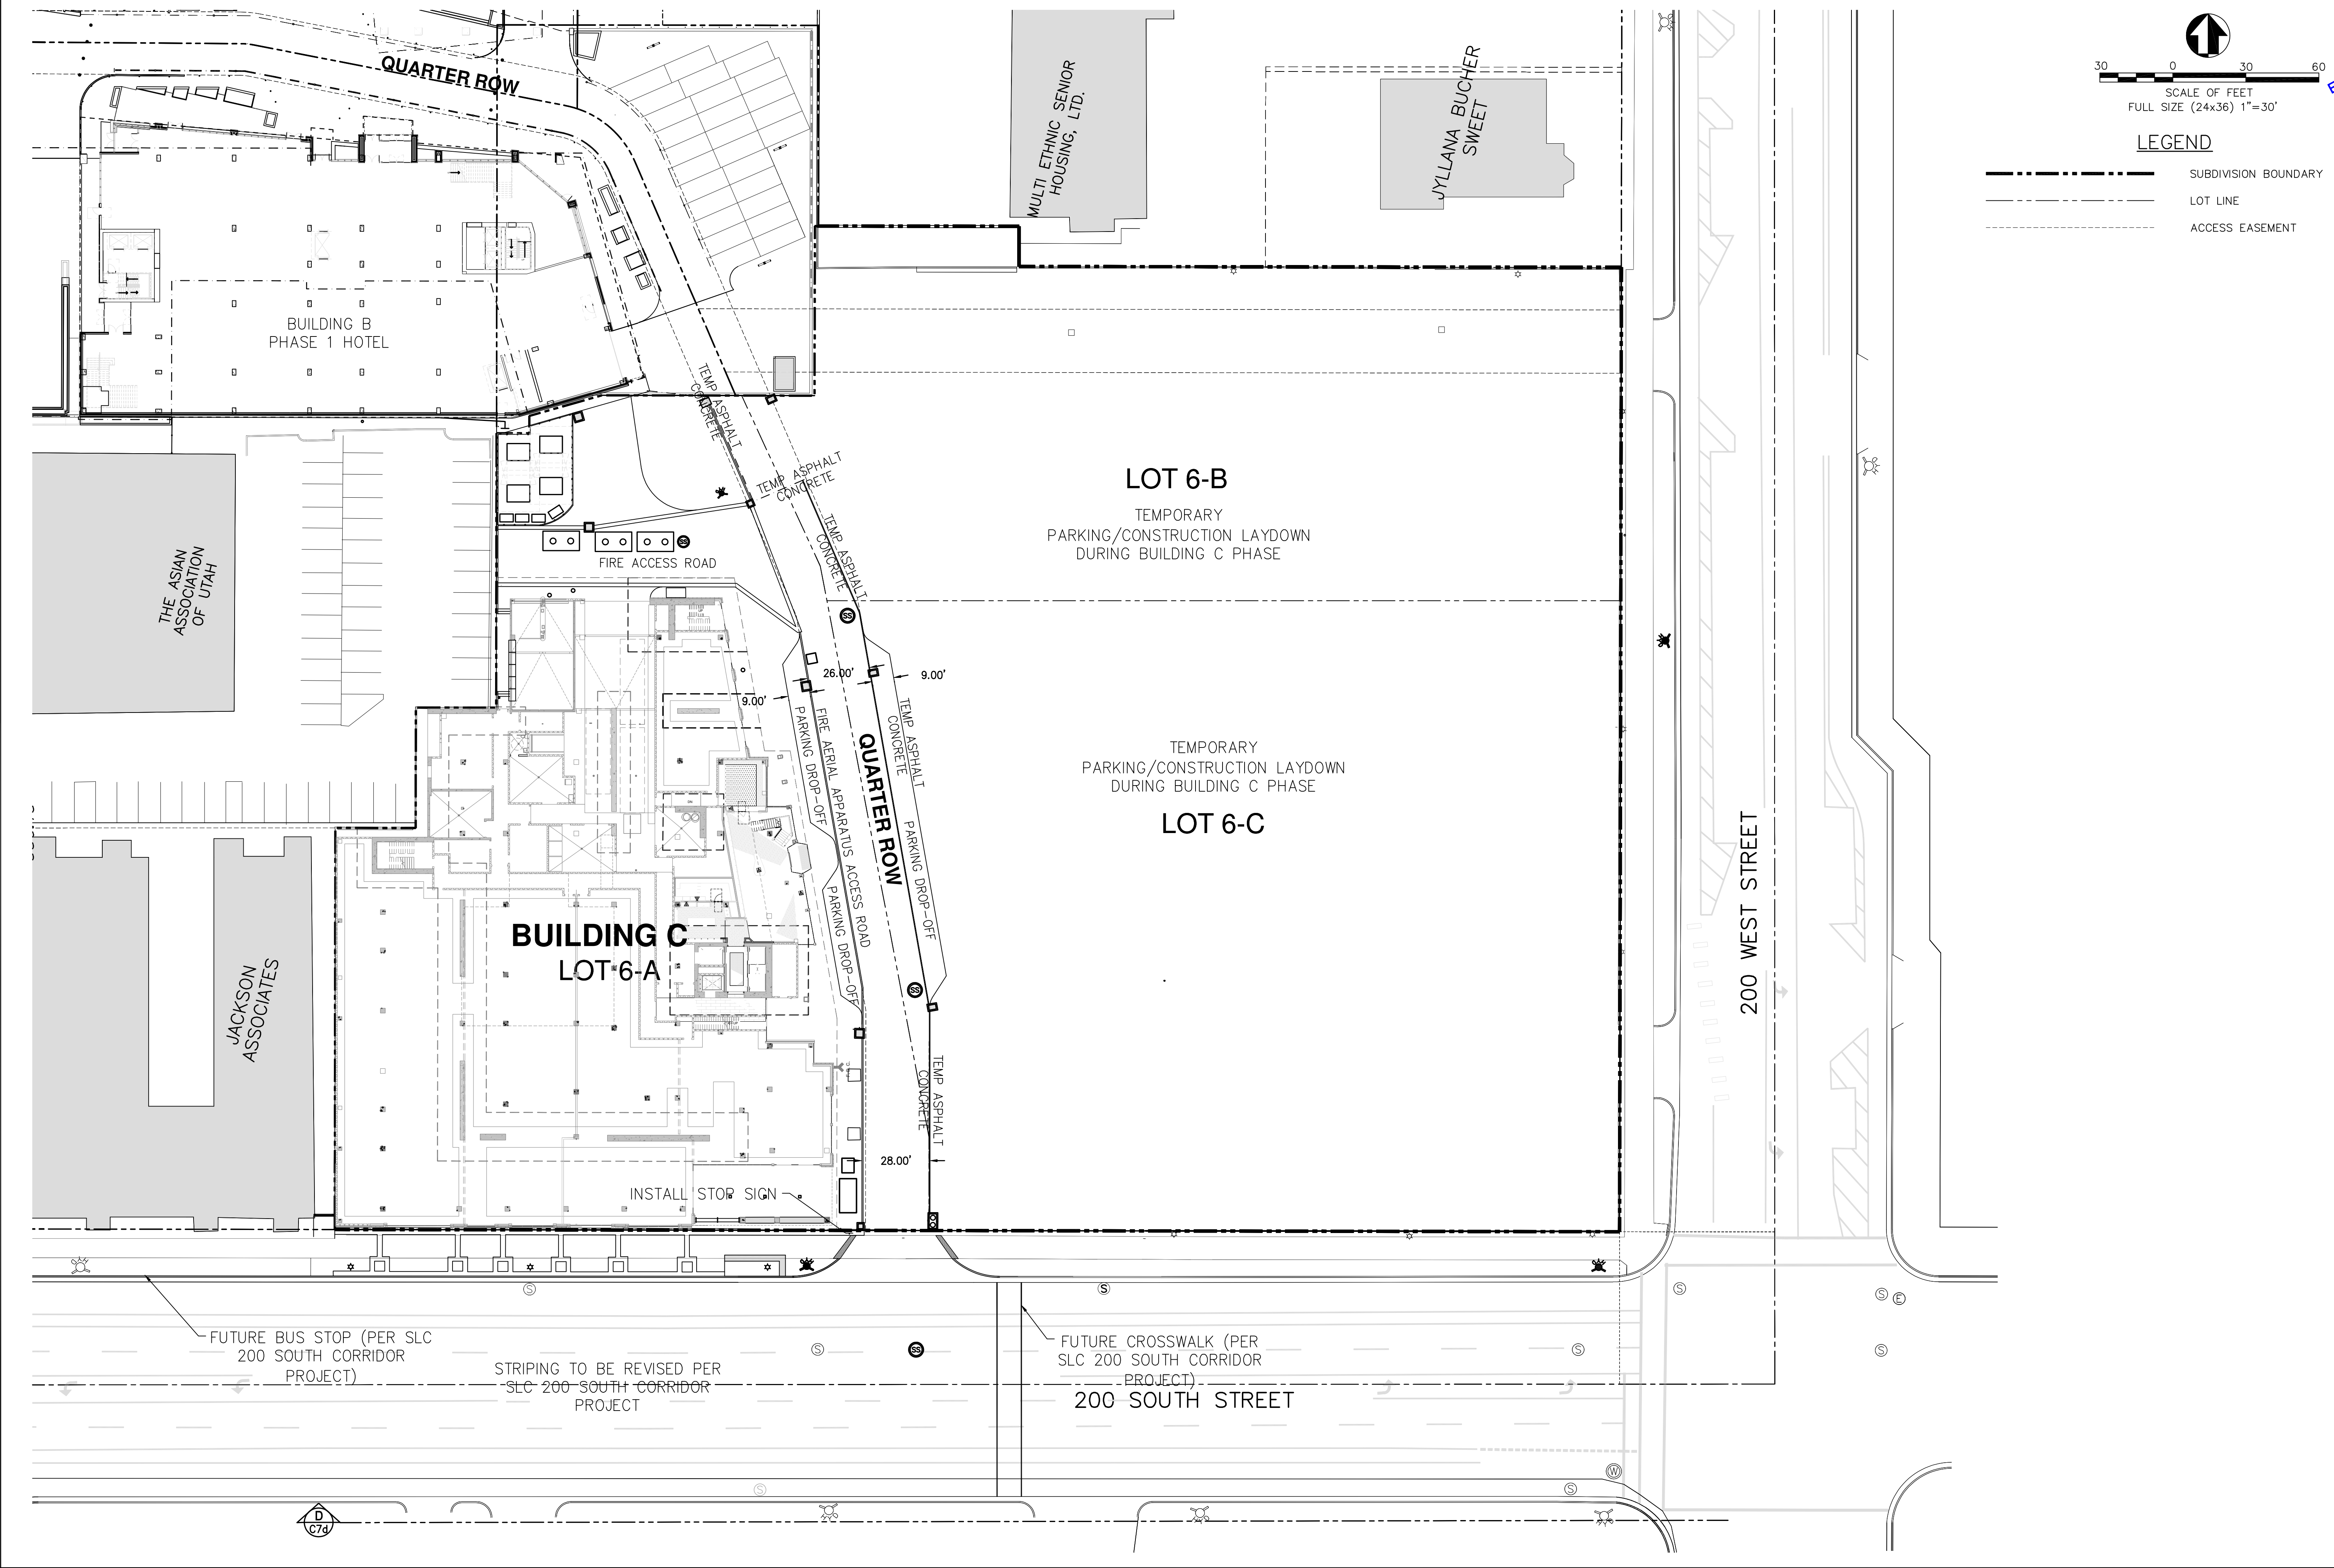 QUARTER ROW
MULTI ETHNIC SENIOR
HOUSING, LTD.
JYLLANA BUCHER
SWEET
30 0 30 60
SCALE OF FEET
FULL SIZE (24x36) 1"=30'
LEGEND
SUBDIVISION BOUNDARY
LOT LINE
ACCESS EASEMENT
BUILDING B
PHASE 1 HOTEL
TEMP ASPHALT
CONCRETE
TEMP ASPHALT
CONCRETE
TEMP ASPHALT
CONCRETE
LOT 6-B
TEMPORARY
PARKING/CONSTRUCTION LAYDOWN
DURING BUILDING C PHASE
SS
FIRE ACCESS ROAD
THE ASIAN
ASSOCIATION
OF UTAH
SS
26.00'
9.00'
9.00'
PARKING DROP-OFF
FIRE AERIAL APPARATUS ACCESS ROAD
PARKING DROP-OFF
QUARTER ROW
TEMP ASPHALT
CONCRETE
PARKING DROP-OFF
TEMPORARY
PARKING/CONSTRUCTION LAYDOWN
DURING BUILDING C PHASE
LOT 6-C
200 WEST STREET
BUILDING C
LOT 6-A
JACKSON
ASSOCIATES
SS
TEMP ASPHALT
CONCRETE
28.00'
INSTALL STOP SIGN
S
S
S
S
E
FUTURE BUS STOP (PER SLC
200 SOUTH CORRIDOR
PROJECT)
STRIPING TO BE REVISED PER
SLC 200 SOUTH CORRIDOR
PROJECT
S
SS
FUTURE CROSSWALK (PER
SLC 200 SOUTH CORRIDOR
PROJECT)
200 SOUTH STREET
S
S
W
S
S
D
C7d